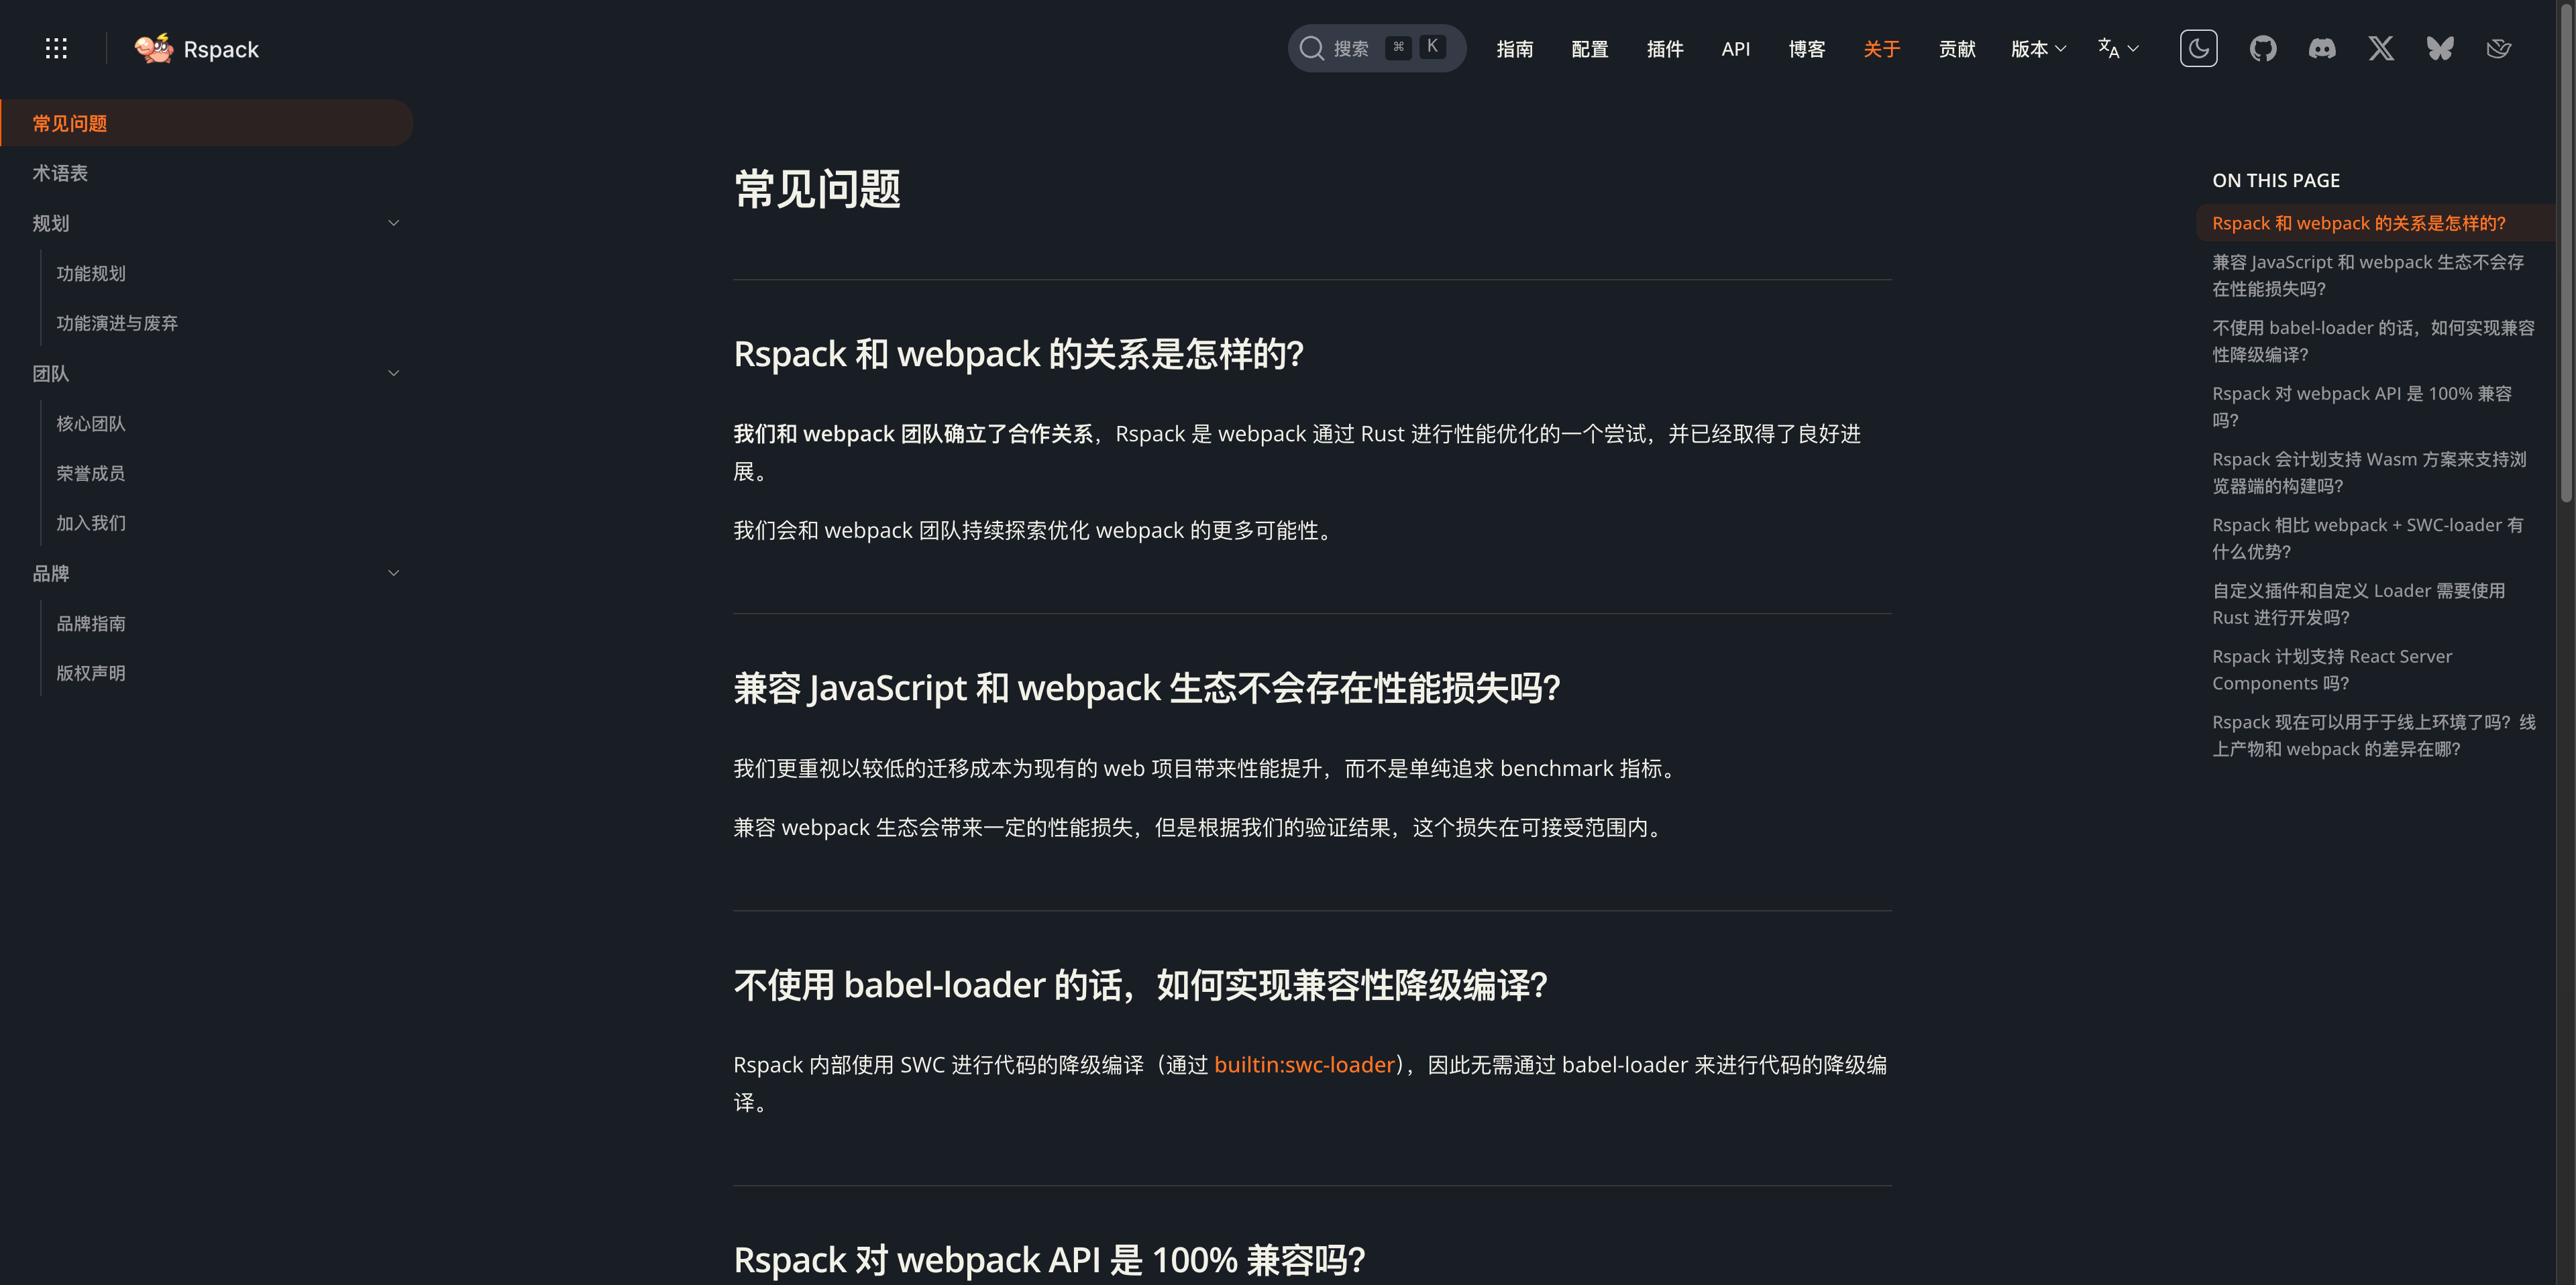 Rspack
搜索 ⌘ K
指南
配置
插件
API
博客
关于
贡献
版本
常见问题
术语表
规划
功能规划
功能演进与废弃
团队
核心团队
荣誉成员
加入我们
品牌
品牌指南
版权声明
常见问题
Rspack 和 webpack 的关系是怎样的？
我们和 webpack 团队确立了合作关系，Rspack 是 webpack 通过 Rust 进行性能优化的一个尝试，并已经取得了良好进
展。
我们会和 webpack 团队持续探索优化 webpack 的更多可能性。
兼容 JavaScript 和 webpack 生态不会存在性能损失吗？
我们更重视以较低的迁移成本为现有的 web 项目带来性能提升，而不是单纯追求 benchmark 指标。
兼容 webpack 生态会带来一定的性能损失，但是根据我们的验证结果，这个损失在可接受范围内。
不使用 babel-loader 的话，如何实现兼容性降级编译？
Rspack 内部使用 SWC 进行代码的降级编译（通过 builtin:swc-loader），因此无需通过 babel-loader 来进行代码的降级编
译。
Rspack 对 webpack API 是 100% 兼容吗？
ON THIS PAGE
Rspack 和 webpack 的关系是怎样的？
兼容 JavaScript 和 webpack 生态不会存
在性能损失吗？
不使用 babel-loader 的话，如何实现兼容
性降级编译？
Rspack 对 webpack API 是 100% 兼容
吗？
Rspack 会计划支持 Wasm 方案来支持浏
览器端的构建吗？
Rspack 相比 webpack + SWC-loader 有
什么优势？
自定义插件和自定义 Loader 需要使用
Rust 进行开发吗？
Rspack 计划支持 React Server
Components 吗？
Rspack 现在可以用于于线上环境了吗？线
上产物和 webpack 的差异在哪？